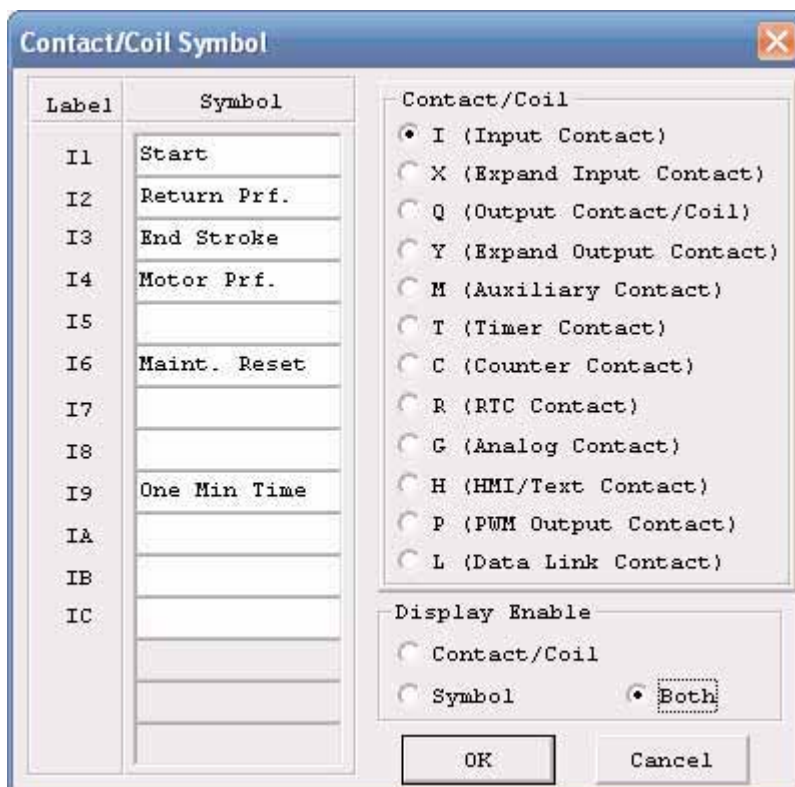 Contact/Coil Symbol
Label Symbol
I1 Start
I2 Return Prf.
I3 End Stroke
I4 Motor Prf.
I5
I6 Maint. Reset
I7
I8
I9 One Min Time
IA
IB
IC
Contact/Coil
I (Input Contact)
X (Expand Input Contact)
Q (Output Contact/Coil)
Y (Expand Output Contact)
M (Auxiliary Contact)
T (Timer Contact)
C (Counter Contact)
R (RTC Contact)
G (Analog Contact)
H (HMI/Text Contact)
P (PWM Output Contact)
L (Data Link Contact)
Display Enable
Contact/Coil
Symbol Both
OK Cancel